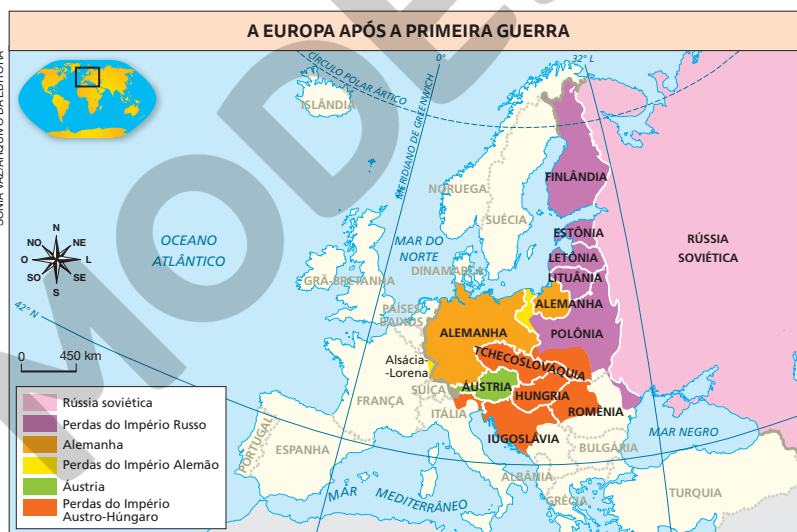 A EUROPA APÓS A PRIMEIRA GUERRA
SONIA VAZ/ARQUIVO DA EDITORA
MODE
CÍRCULO POLAR ÁRTICO
0°
32° L
MERIDIANO DE GREENWICH
ISLÂNDIA
NORUEGA
SUÉCIA
FINLÂNDIA
RÚSSIA
SOVIÉTICA
N
NO
NE
O
L
SO
SE
S
OCEANO
ATLÂNTICO
MAR DO
NORTE
DINAMARCA
ESTÔNIA
LETÔNIA
LITUÂNIA
GRÃ-BRETANHA
PAÍSES
BAIXOS
ALEMANHA
ALEMANHA
POLÔNIA
42° N
0
450 km
Alsácia-
-Lorena
TCHECOSLOVÁQUIA
FRANÇA
SUÍÇA
ÁUSTRIA
HUNGRIA
ROMÊNIA
ITÁLIA
IUGOSLÁVIA
BULGÁRIA
MAR NEGRO
PORTUGAL
ESPANHA
ALBÂNIA
GRÉCIA
TURQUIA
MAR MEDITERRÂNEO
Rússia soviética
Perdas do Império Russo
Alemanha
Perdas do Império Alemão
Áustria
Perdas do Império
Austro-Húngaro